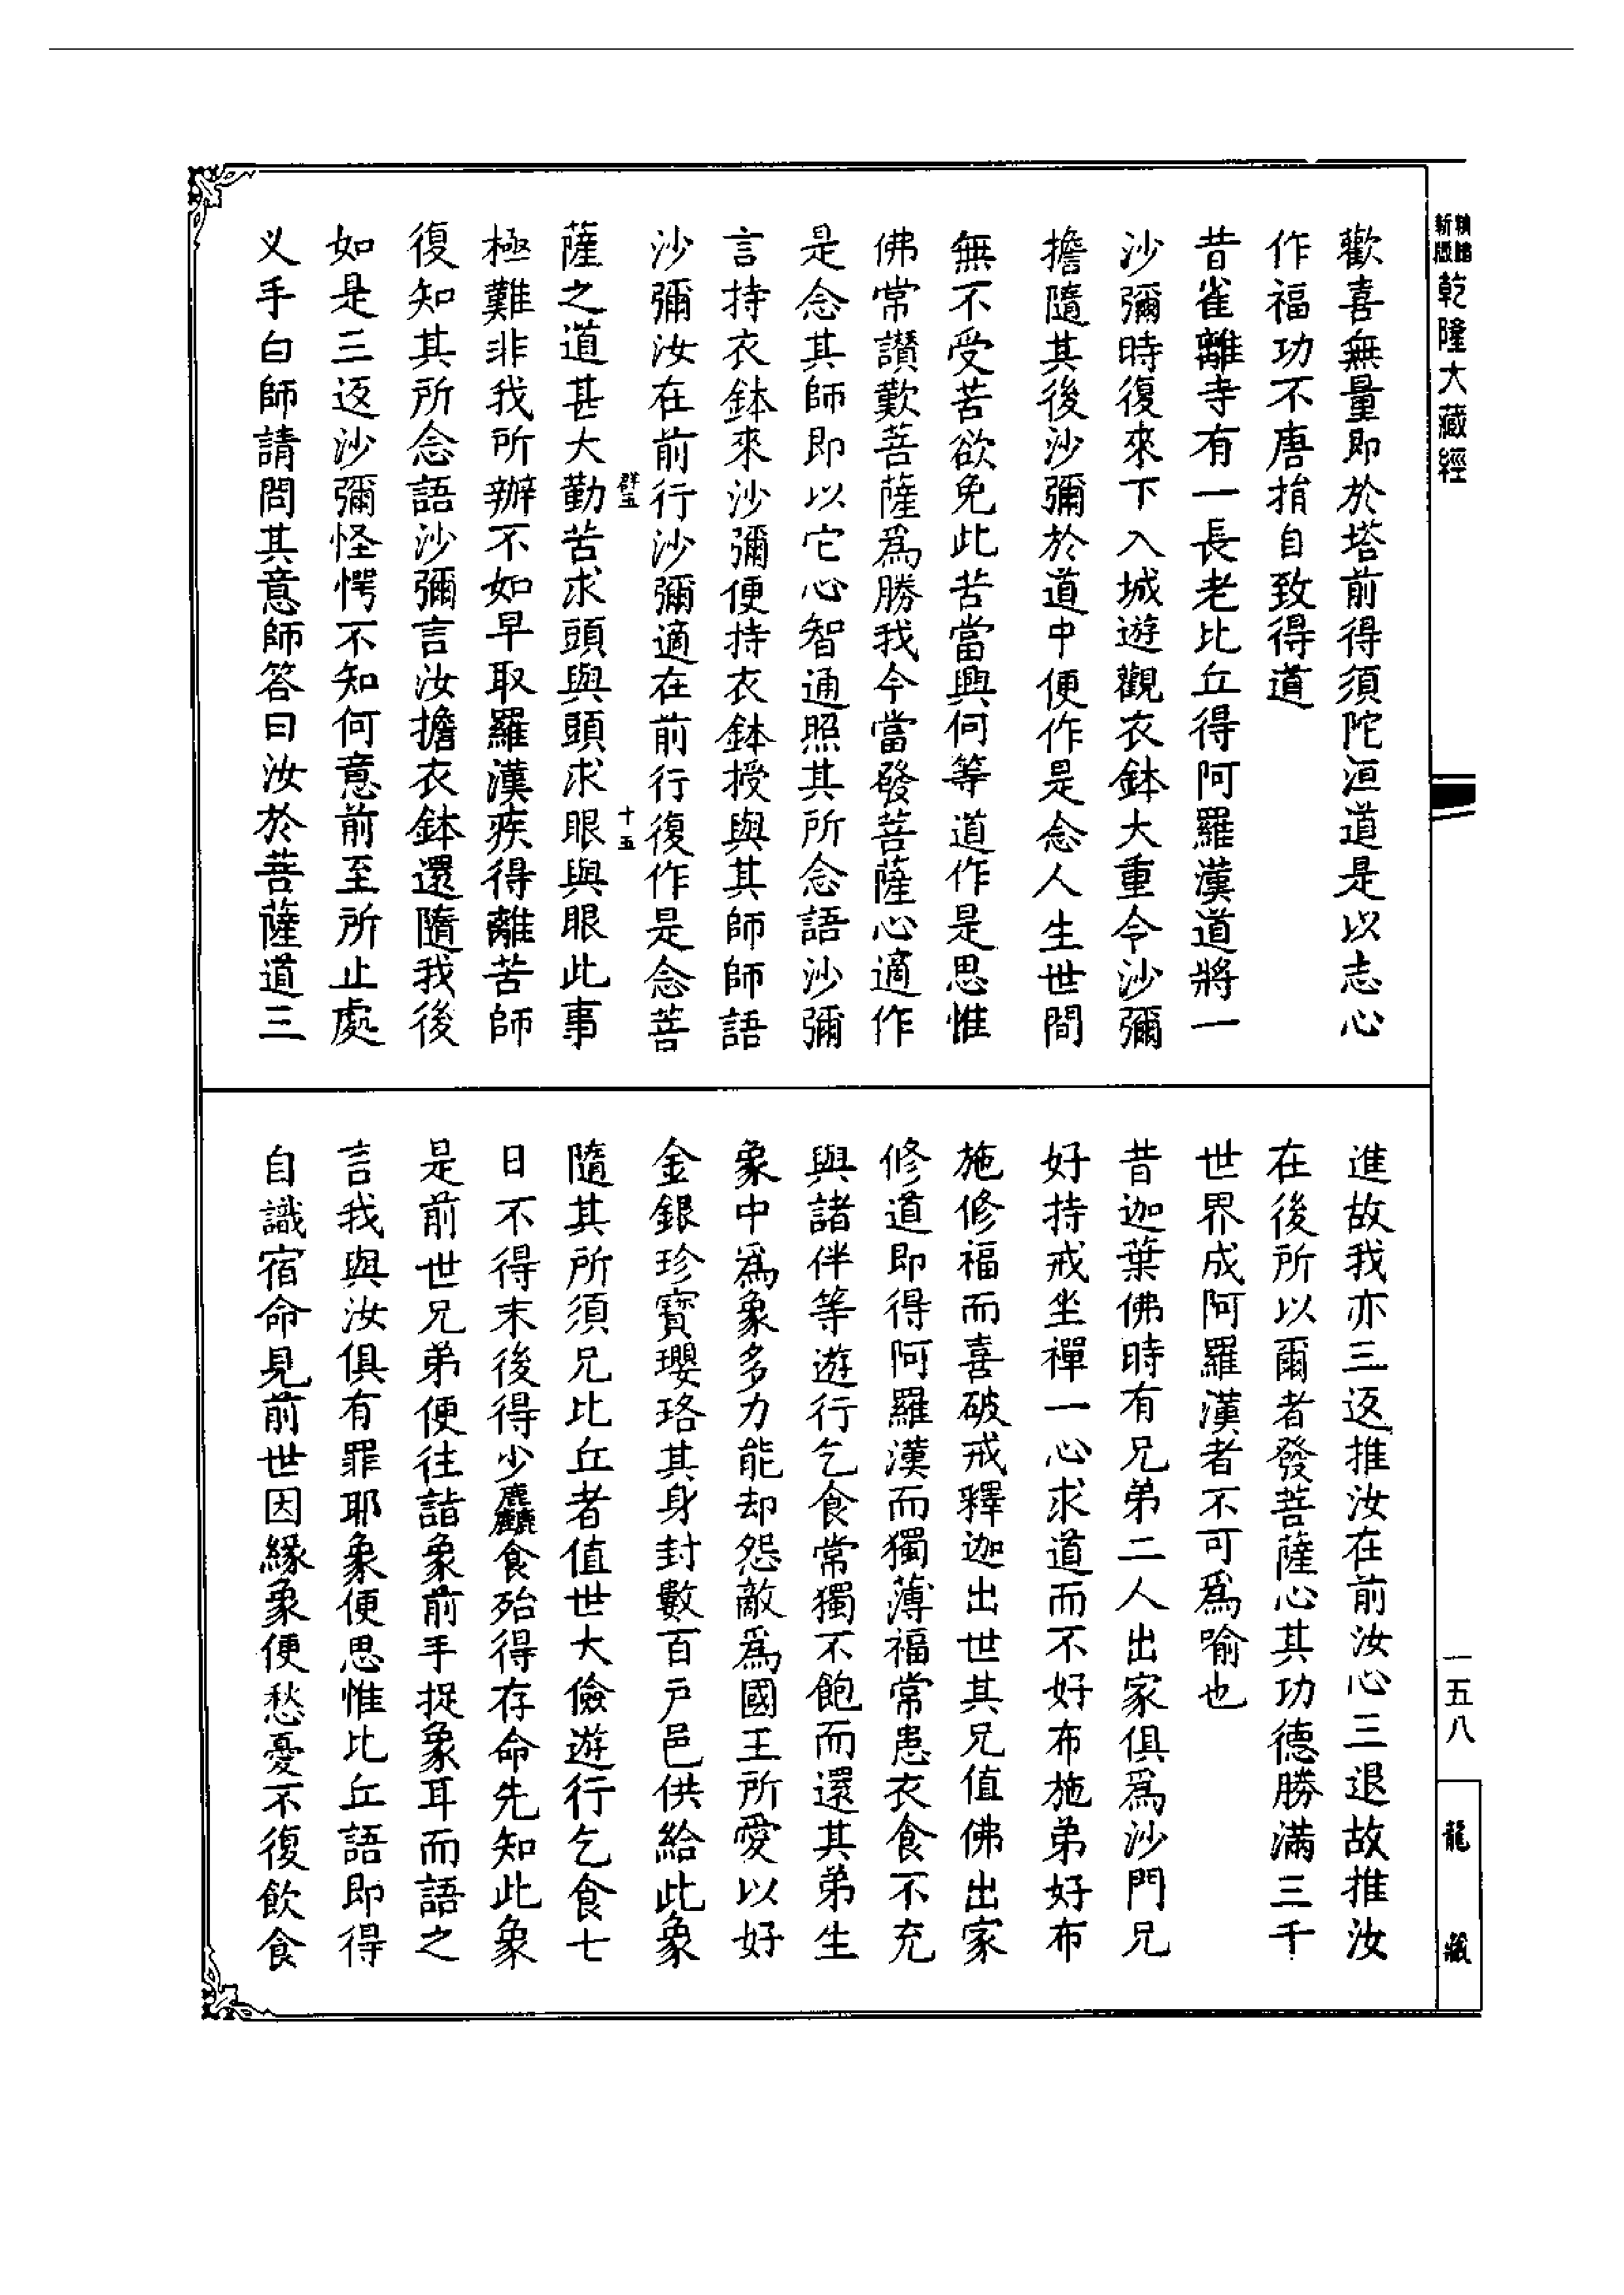 乾隆大藏經
歡喜無量即於塔前得須陀洹道是以志心
作福功不唐捐自致得道
昔雀離寺有一長老比丘得阿羅漢道將一
沙彌時復來下入城遊觀衣鉢大重令沙彌
擔隨其後沙彌於道中便作是念人生世間
無不受苦欲免此苦當興何等道作是思惟
佛常讚歎菩薩為勝我今當發菩薩心適作
是念其師即以它心智通照其所念語沙彌
言持衣鉢來沙彌便持衣鉢授與其師師語
沙彌汝在前行沙彌適在前行復作是念菩
群五
十五
薩之道甚大勤苦求頭與頭求眼與眼此事
極難非我所辦不如早取羅漢疾得離苦師
復知其所念語沙彌言汝擔衣鉢還隨我後
如是三返沙彌怪愕不知何意前至所止處
义手白師請問其意師答曰汝於菩薩道三
進故我亦三返推汝在前汝心三退故推汝
在後所以爾者發菩薩心其功德勝滿三千
世界成阿羅漢者不可為喻也
昔迦葉佛時有兄弟二人出家俱為沙門兄
好持戒坐禪一心求道而不好布施弟好布
施修福而喜破戒釋迦出世其兄值佛出家
修道即得阿羅漢而獨薄福常患衣食不充
與諸伴等遊行乞食常獨不飽而還其弟生
象中為象多力能却怨敵為國王所愛以好
金銀珍寶瓔珞其身封數百戶邑供給此象
隨其所須兄比丘者值世大儉遊行乞食七
日不得末後得少麤食殆得存命先知此象
是前世兄弟便往詣象前手捉象耳而語之
言我與汝俱有罪耶象便思惟比丘語即得
自識宿命見前世因緣象便愁憂不復飲食
一五八
龍藏